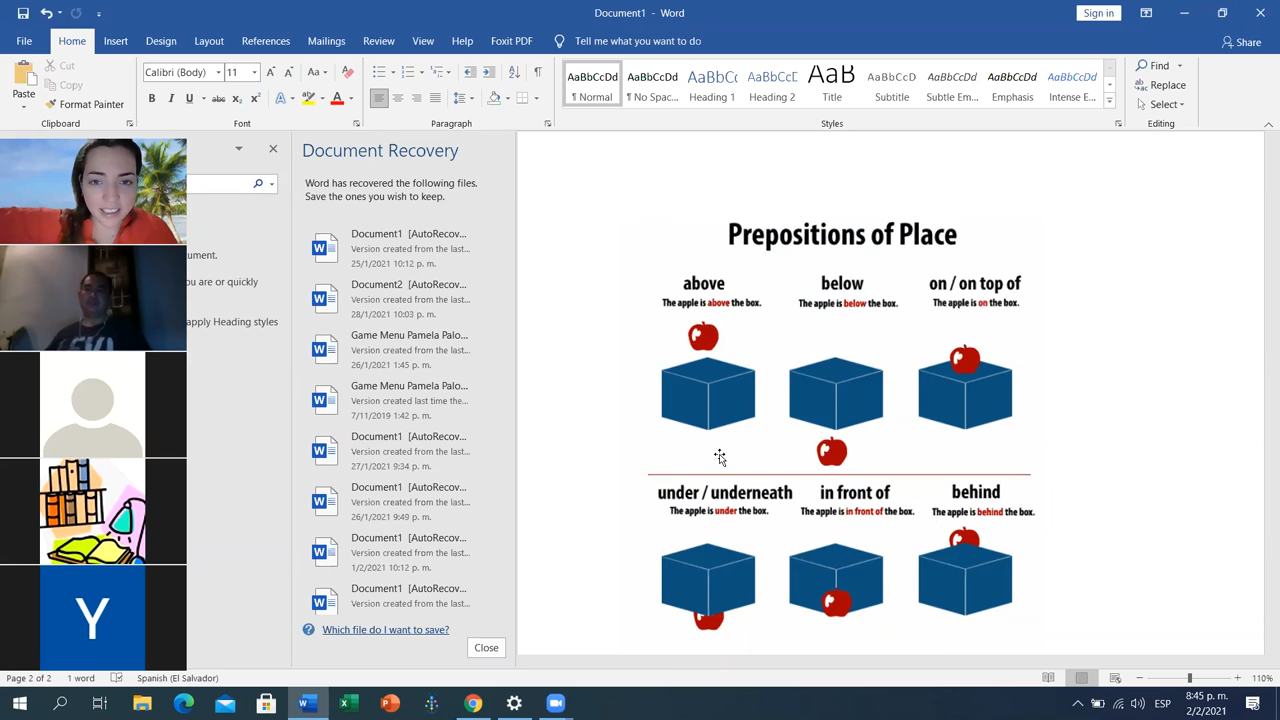 Document1 - Word
Sign in
File Home Insert Design Layout References Mailings Review View Help Foxit PDF Tell me what you want to do
Share
Paste
Cut
Copy
Format Painter
Clipboard
Calibri (Body) 11
Font
Paragraph
AaBbCcDd
¶ Normal
AaBbCcDd
¶ No Spac...
AaBbCc
Heading 1
AaBbCcC
Heading 2
AaB
Title
AaBbCcD
Subtitle
AaBbCcDd
Subtle Em...
AaBbCcDd
Emphasis
AaBbCcDd
Intense E...
Styles
Find
Replace
Select
Editing
cument.
ou are or quickly
apply Heading styles
Document Recovery
Word has recovered the following files.
Save the ones you wish to keep.
Document1 [AutoRecov...
Version created from the last...
25/1/2021 10:12 p. m.
Document2 [AutoRecov...
Version created from the last...
28/1/2021 10:03 p. m.
Game Menu Pamela Palo...
Version created from the last...
26/1/2021 1:45 p. m.
Game Menu Pamela Palo...
Version created last time the...
7/11/2019 1:42 p. m.
Document1 [AutoRecov...
Version created from the last...
27/1/2021 9:34 p. m.
Document1 [AutoRecov...
Version created from the last...
26/1/2021 9:49 p. m.
Document1 [AutoRecov...
Version created from the last...
1/2/2021 10:12 p. m.
Document1 [AutoRecov...
Version created from the last...
Which file do I want to save?
Close
Prepositions of Place
above
The apple is above the box.
below
The apple is below the box.
on / on top of
The apple is on the box.
under / underneath
The apple is under the box.
in front of
The apple is in front of the box.
behind
The apple is behind the box.
Y
Page 2 of 2 1 word Spanish (El Salvador)
110%
ESP
8:45 p. m.
2/2/2021